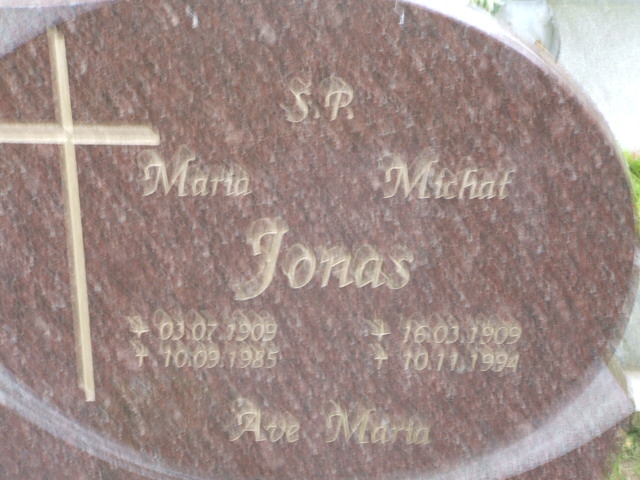 Ś.P.
Maria Michał
Jonas
* 03.07.1909 * 16.03.1909
+ 10.09.1985 + 10.11.1994
Ave Maria